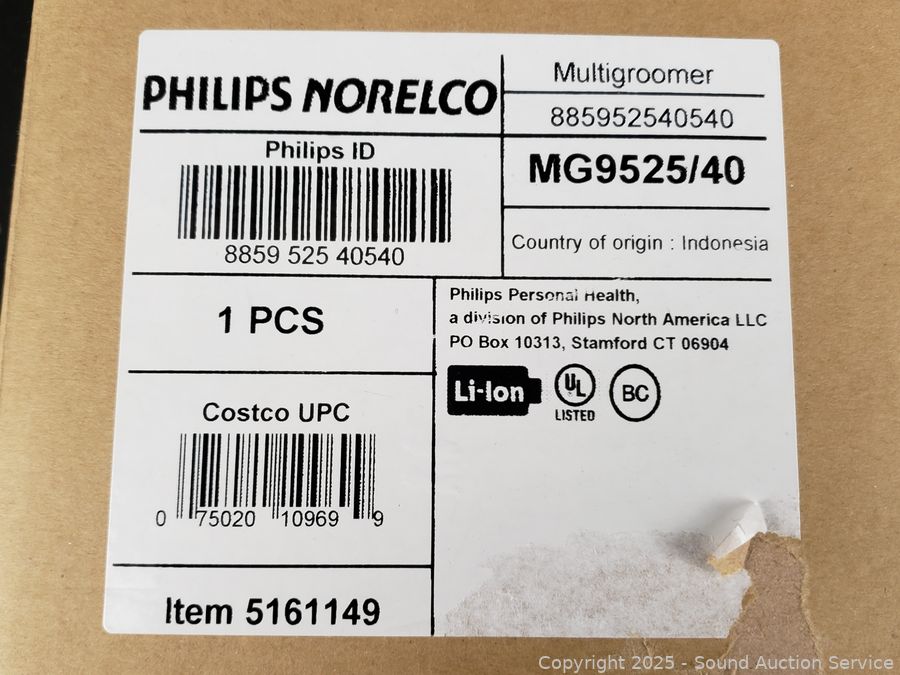 PHILIPS NORELCO
Multigroomer
885952540540
Philips ID
MG9525/40
8859 525 40540
Country of origin : Indonesia
1 PCS
Philips Personal Health,
a division of Philips North America LLC
PO Box 10313, Stamford CT 06904
Li-Ion
UL
LISTED
BC
Costco UPC
0 75020 10969 9
Item 5161149
Copyright 2025 - Sound Auction Service